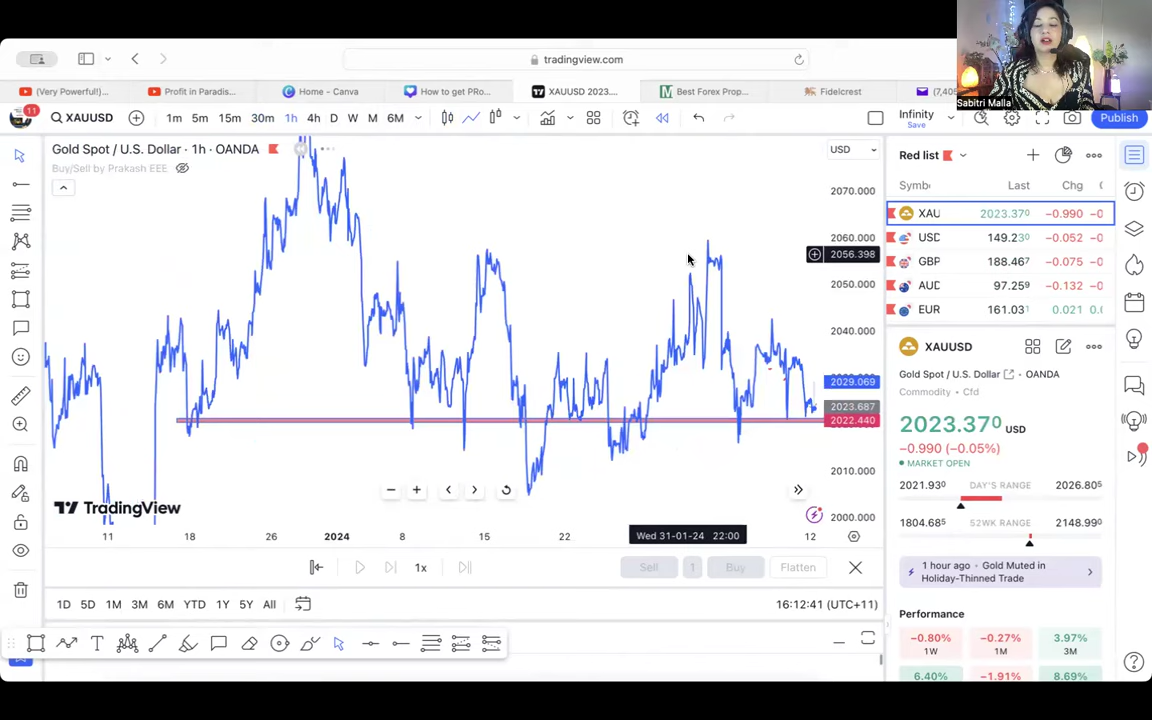 tradingview.com
(Very Powerful!)...
Profit in Paradis...
Home - Canva
How to get PRo...
XAUUSD 2023....
Best Forex Prop...
Fidelcrest
(7,40
Sabitri Malla
11
XAUUSD
1m 5m 15m 30m 1h 4h D W M 6M
Infinity
Save
Publish
Gold Spot / U.S. Dollar · 1h · OANDA
Buy/Sell by Prakash EEE
USD
2070.000
2060.000
2056.398
2050.000
2040.000
2029.069
2023.687
2022.440
2010.000
2000.000
TradingView
11 18 26 2024 8 15 22 Wed 31-01-24 22:00 12
1x
Sell 1 Buy Flatten
1D 5D 1M 3M 6M YTD 1Y 5Y All
16:12:41 (UTC+11)
Red list
Last Chg
XAU 2023.370 −0.990 −0
USD 149.230 −0.052 −0
GBP 188.467 −0.075 −0
AUD 97.259 −0.132 −0
EUR 161.031 0.021 0.0
XAUUSD
Gold Spot / U.S. Dollar · OANDA
Commodity · Cfd
2023.370 USD
−0.990 (−0.05%)
MARKET OPEN
2021.930 DAY'S RANGE 2026.805
1804.685 52WK RANGE 2148.990
1 hour ago · Gold Muted in
Holiday-Thinned Trade
Performance
−0.80% −0.27% 3.97%
1W 1M 3M
6.40% −1.91% 8.69%